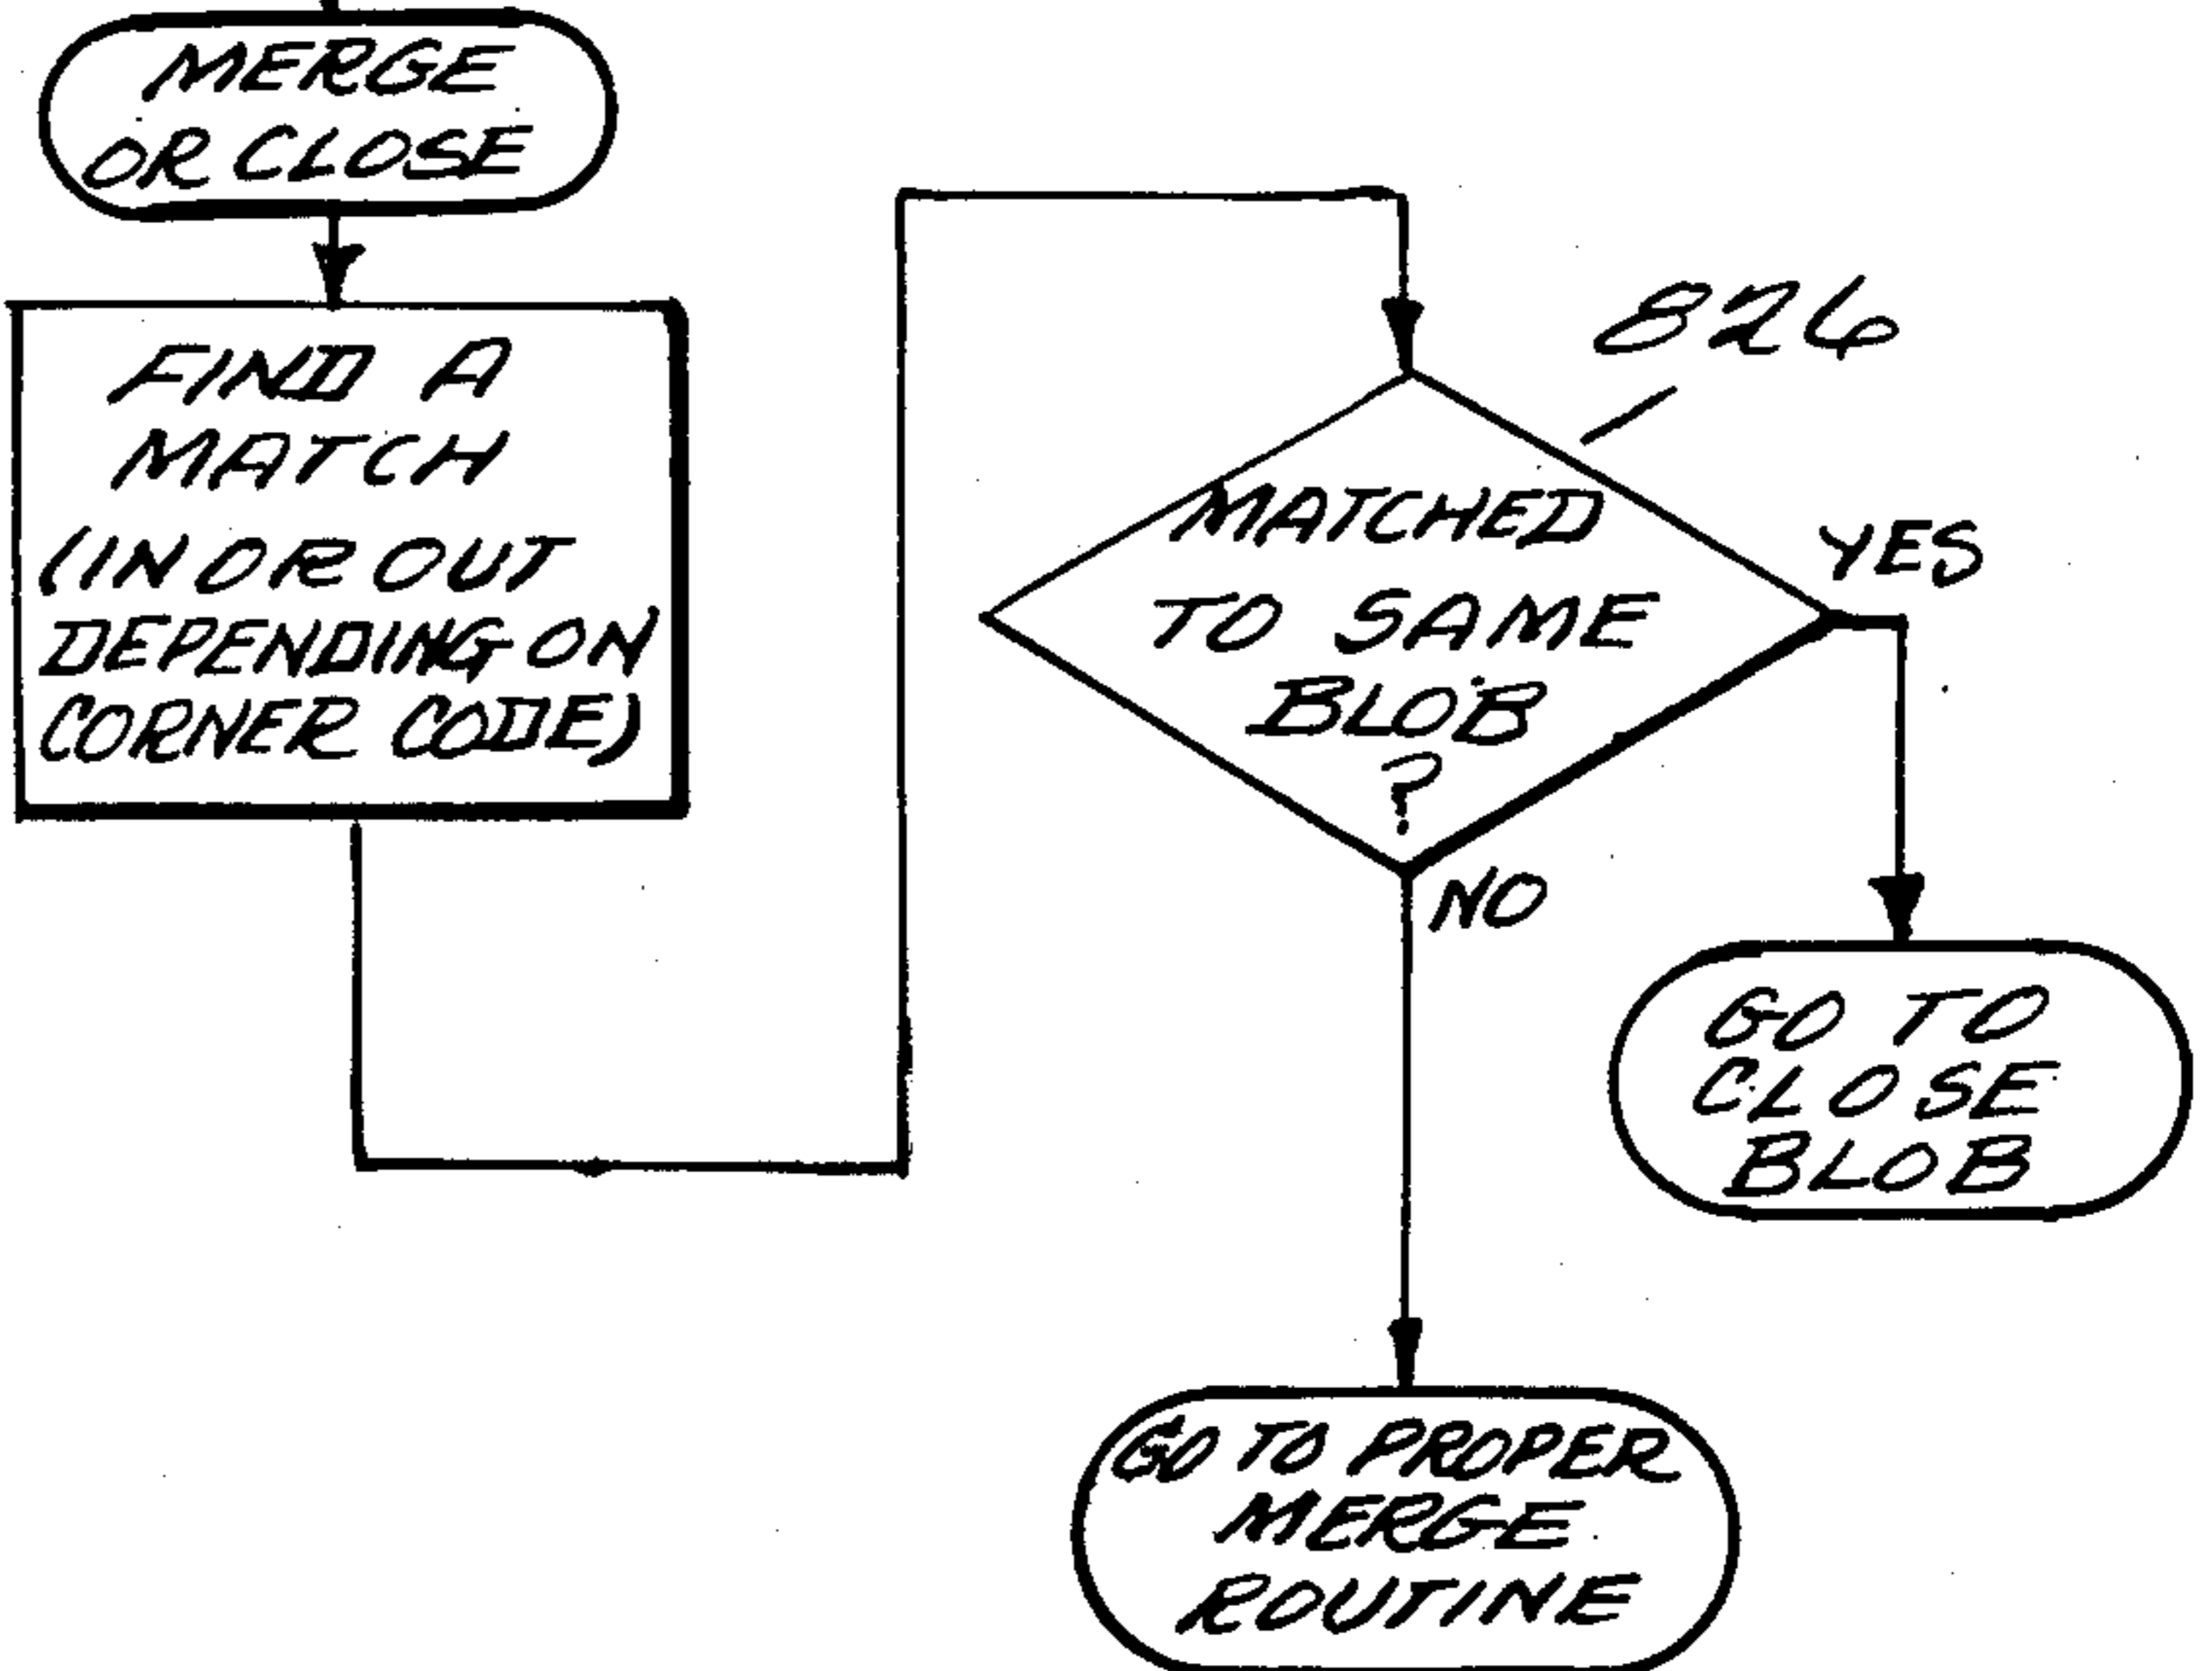 MERGE
OR CLOSE
FIND A
MATCH
(IN OR OUT
DEPENDING ON
CORNER CODE)
826
MATCHED
TO SAME
BLOB
?
YES
NO
GO TO
CLOSE
BLOB
GO TO PROPER
MERGE
ROUTINE